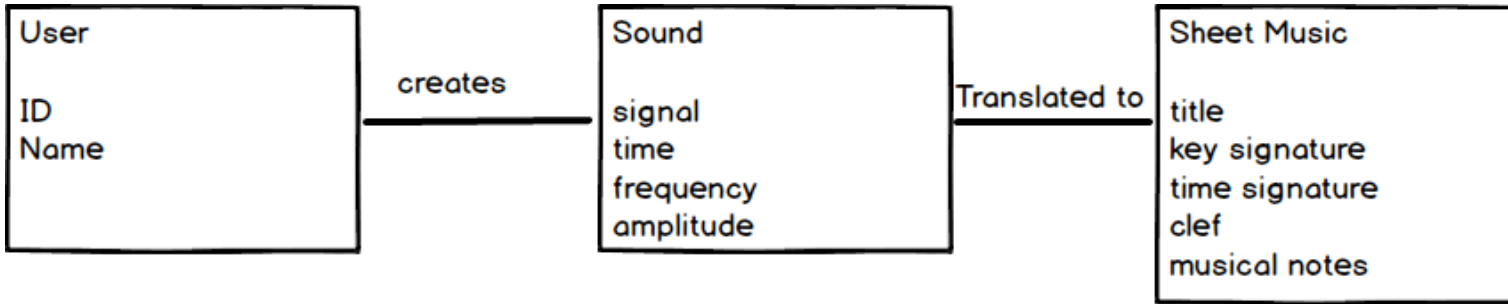 User
ID
Name
creates
Sound
signal
time
frequency
amplitude
Translated to
Sheet Music
title
key signature
time signature
clef
musical notes